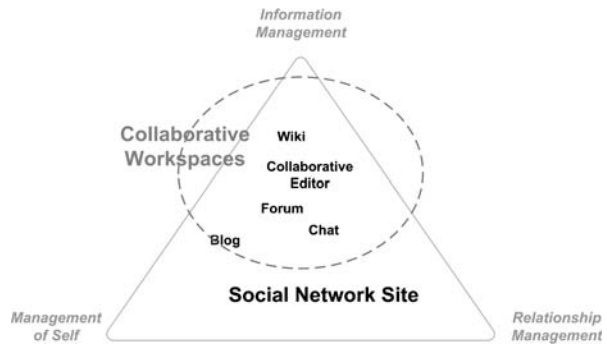 Information
Management
Collaborative
Workspaces
Wiki
Collaborative
Editor
Forum
Chat
Blog
Social Network Site
Management
of Self
Relationship
Management